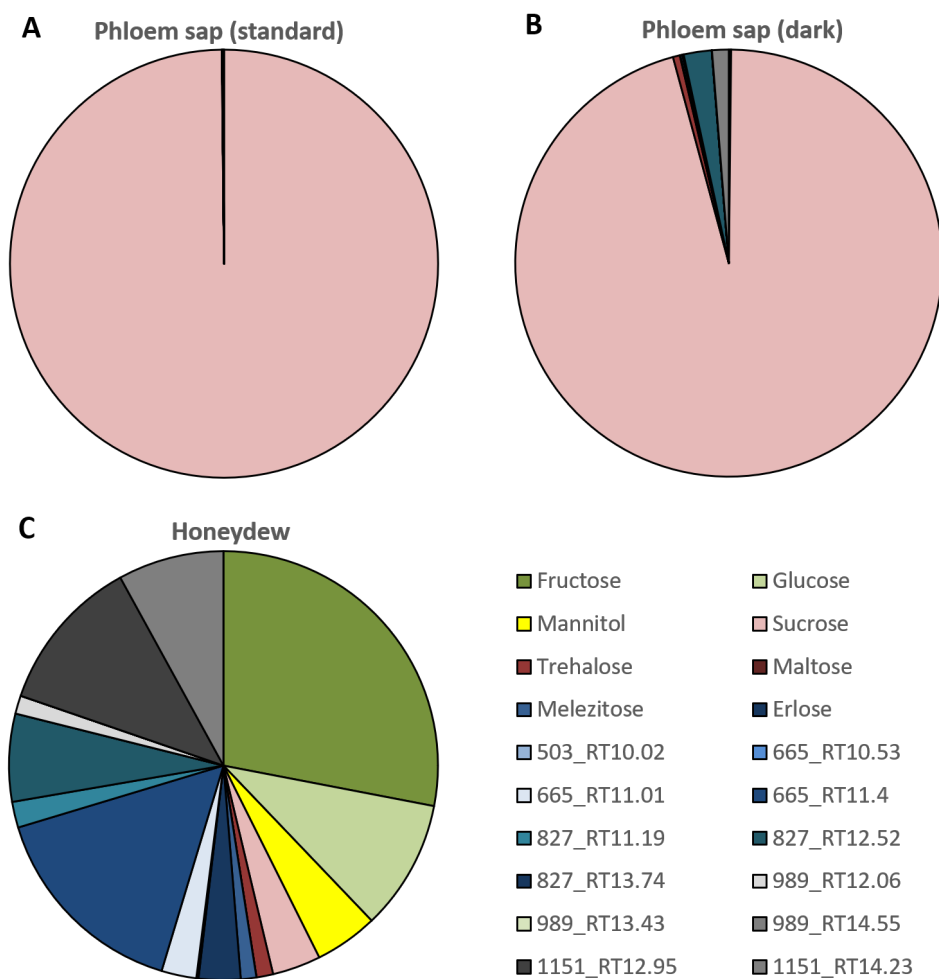 A
Phloem sap (standard)
B
Phloem sap (dark)
C
Honeydew
Fructose
Glucose
Mannitol
Sucrose
Trehalose
Maltose
Melezitose
Erlose
503_RT10.02
665_RT10.53
665_RT11.01
665_RT11.4
827_RT11.19
827_RT12.52
827_RT13.74
989_RT12.06
989_RT13.43
989_RT14.55
1151_RT12.95
1151_RT14.23